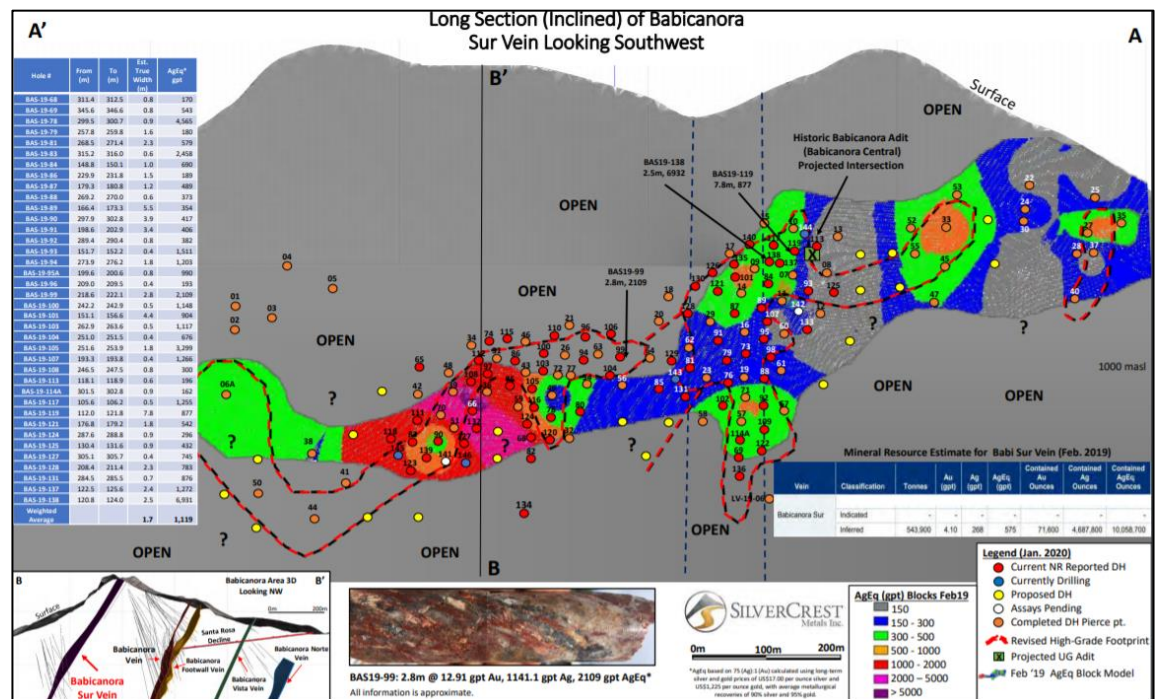 Long Section (Inclined) of Babicanora
Sur Vein Looking Southwest
A'
A
B'
Hole # From (m) To (m) Est. True Width (m) AgEq* gpt
BAS-19-68 311.4 312.5 0.8 170
BAS-19-69 345.6 346.6 0.8 543
BAS-19-78 299.5 300.7 0.9 4,565
BAS-19-79 257.8 259.8 1.6 180
BAS-19-81 268.5 271.4 2.3 579
BAS-19-83 315.2 316.0 0.6 2,458
BAS-19-84 148.8 150.1 1.0 690
BAS-19-86 229.9 231.8 1.5 189
BAS-19-87 179.3 180.8 1.2 489
BAS-19-88 269.2 270.0 0.6 373
BAS-19-89 166.4 173.3 5.5 354
BAS-19-90 297.9 302.8 3.9 417
BAS-19-91 198.6 202.9 3.4 406
BAS-19-92 289.4 290.4 0.8 382
BAS-19-93 151.7 152.2 0.4 1,511
BAS-19-94 273.9 276.2 1.8 1,203
BAS-19-95A 199.6 200.6 0.8 990
BAS-19-96 209.0 209.5 0.4 193
BAS-19-99 218.6 222.1 2.8 2,109
BAS-19-100 242.2 242.9 0.5 1,148
BAS-19-101 151.1 156.6 4.4 904
BAS-19-103 262.9 263.6 0.5 1,117
BAS-19-104 251.0 251.5 0.4 676
BAS-19-105 251.6 253.9 1.8 3,299
BAS-19-107 193.3 193.8 0.4 1,266
BAS-19-108 246.5 247.5 0.8 300
BAS-19-113 118.1 118.9 0.6 196
BAS-19-114A 301.5 302.8 0.9 162
BAS-19-117 105.6 106.2 0.5 1,255
BAS-19-119 112.0 121.8 7.8 877
BAS-19-121 176.8 179.2 1.8 542
BAS-19-124 287.6 288.8 0.9 296
BAS-19-125 130.4 131.6 0.9 432
BAS-19-127 305.1 305.7 0.4 745
BAS-19-128 208.4 211.4 2.3 783
BAS-19-131 284.5 285.5 0.7 876
BAS-19-137 122.5 125.6 2.4 1,272
BAS-19-138 120.8 124.0 2.5 6,931
Weighted Average 1.7 1,119
Surface
OPEN
Historic Babicanora Adit
(Babicanora Central)
Projected Intersection
BAS19-138
2.5m, 6932
BAS19-119
7.8m, 877
OPEN
OPEN
OPEN
BAS19-99
2.8m, 2109
1000 masl
OPEN
OPEN
OPEN
OPEN
OPEN
04
05
01
03
02
06A
38
50
41
44
65
134
LV-19-06
B
Mineral Resource Estimate for Babi Sur Vein (Feb. 2019)
Vein Classification Tonnes Au (gpt) Ag (gpt) AgEq (gpt) Contained Au Ounces Contained Ag Ounces Contained AgEq Ounces
Babicanora Sur Indicated - - - - - - -
Inferred 543,900 4.10 268 575 71,600 4,687,800 10,058,700
Legend (Jan. 2020)
Current NR Reported DH
Currently Drilling
Proposed DH
Assays Pending
Completed DH Pierce pt.
Revised High-Grade Footprint
X Projected UG Adit
Feb '19 AgEq Block Model
AgEq (gpt) Blocks Feb19
150
150 - 300
300 - 500
500 - 1000
1000 - 2000
2000 - 5000
> 5000
SILVERCREST
Metals Inc.
0m 100m 200m
*AgEq based on 75 (Ag):1 (Au) calculated using long-term
silver and gold prices of US$17.00 per ounce silver and
US$1,225 per ounce gold, with average metallurgical
recoveries of 90% silver and 95% gold.
BAS19-99: 2.8m @ 12.91 gpt Au, 1141.1 gpt Ag, 2109 gpt AgEq*
All information is approximate.
B
B'
Babicanora Area 3D
Looking NW
0m 200m
Surface
Santa Rosa
Decline
Babicanora
Vein
Babicanora
Footwall Vein
Babicanora
Vista Vein
Babicanora Norte
Vein
Babicanora
Sur Vein